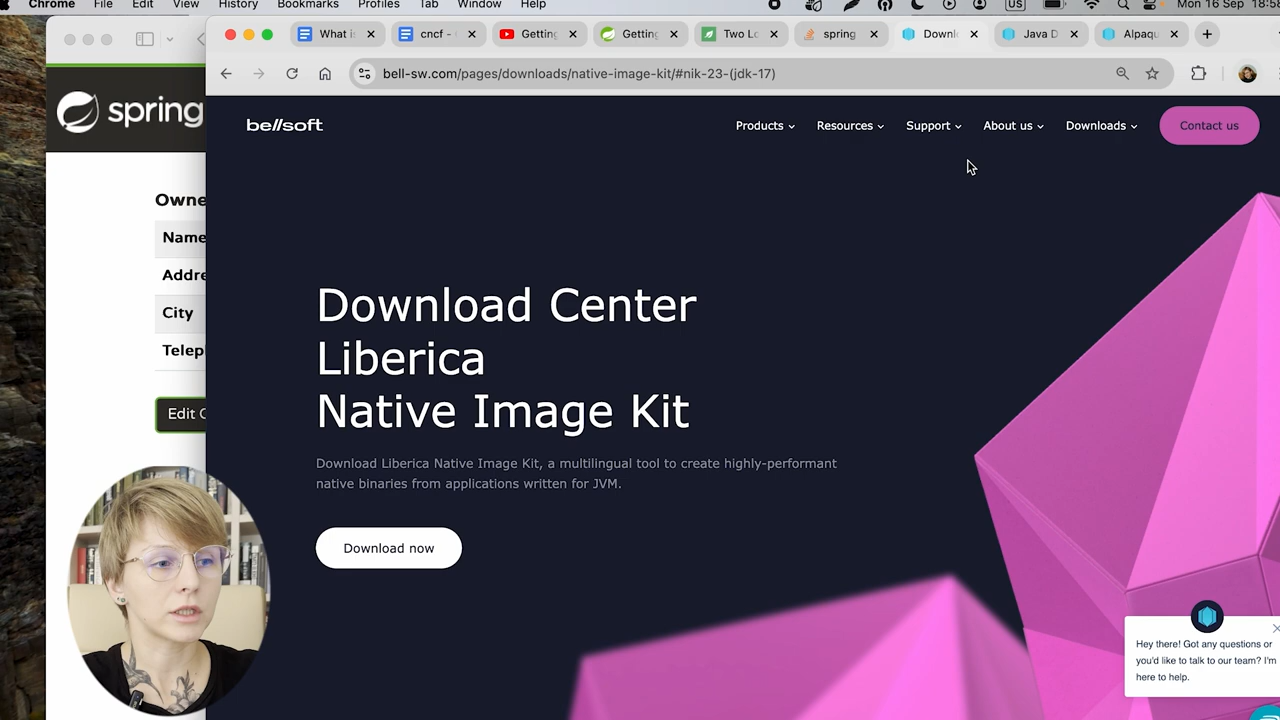 Chrome File Edit View History Bookmarks Profiles Tab Window Help US Mon 16 Sep 18:5
What is cncf - Getting Getting Two Lo spring Downl Java D Alpaqu
bell-sw.com/pages/downloads/native-image-kit/#nik-23-(jdk-17)
spring
bellsoft
Products Resources Support About us Downloads Contact us
Owne
Name
Addre
City
Telep
Edit O
Download Center
Liberica
Native Image Kit
Download Liberica Native Image Kit, a multilingual tool to create highly-performant
native binaries from applications written for JVM.
Download now
Hey there! Got any questions or
you'd like to talk to our team? I'm
here to help.